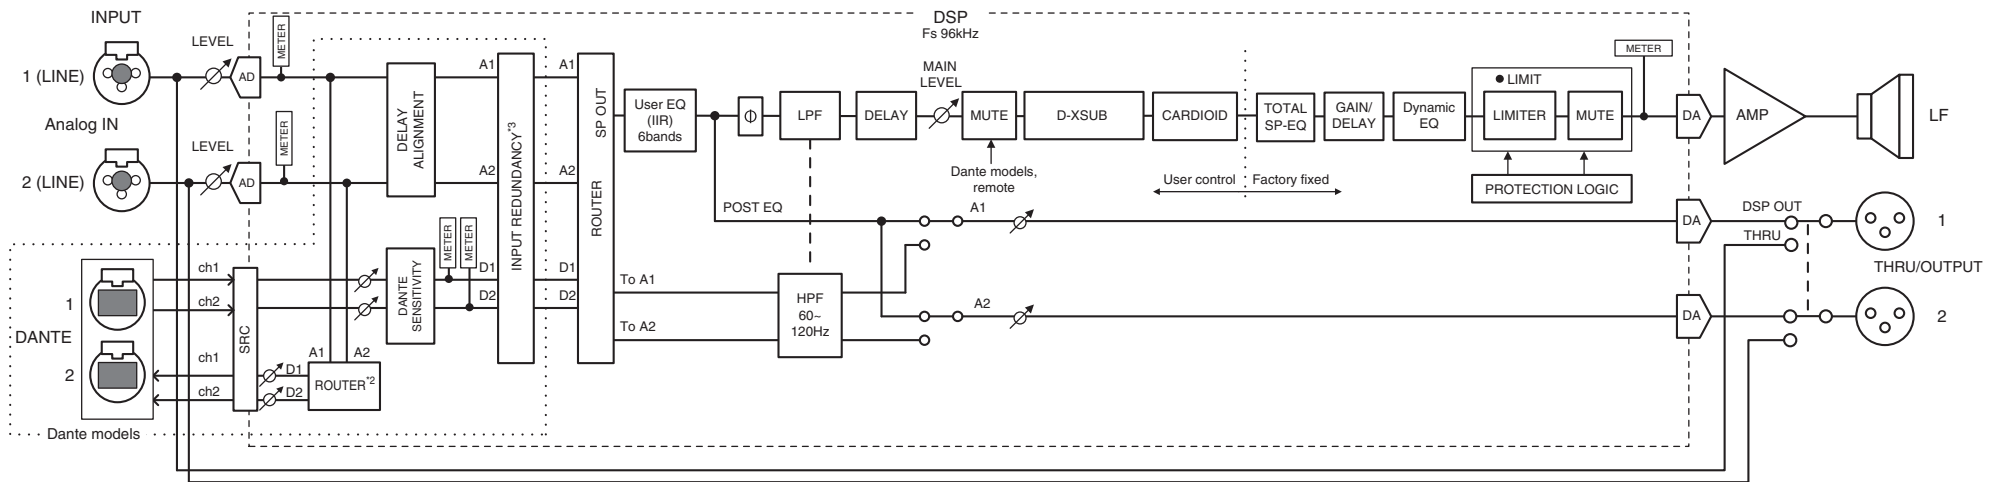 INPUT
DSP
Fs 96kHz
LEVEL
METER
METER
1 (LINE)
AD
A1
A1
MAIN
LEVEL
LIMIT
DA
AMP
LF
Analog IN
DELAY
ALIGNMENT
SP OUT
User EQ
(IIR)
6bands
Φ
LPF
DELAY
MUTE
D-XSUB
CARDIOID
TOTAL
SP-EQ
GAIN/
DELAY
Dynamic
EQ
LIMITER
MUTE
LEVEL
METER
2 (LINE)
AD
A2
A2
INPUT REDUNDANCY*3
ROUTER
Dante models,
remote
User control
Factory fixed
PROTECTION LOGIC
POST EQ
A1
DA
DSP OUT
1
THRU
THRU/OUTPUT
METER
METER
ch1
D1
D1
1
ch2
DANTE
SENSITIVITY
D2
D2
To A1
HPF
60~
120Hz
A2
DA
2
DANTE
SRC
To A2
2
ch1
A1
A2
D1
ch2
D2
ROUTER*2
Dante models